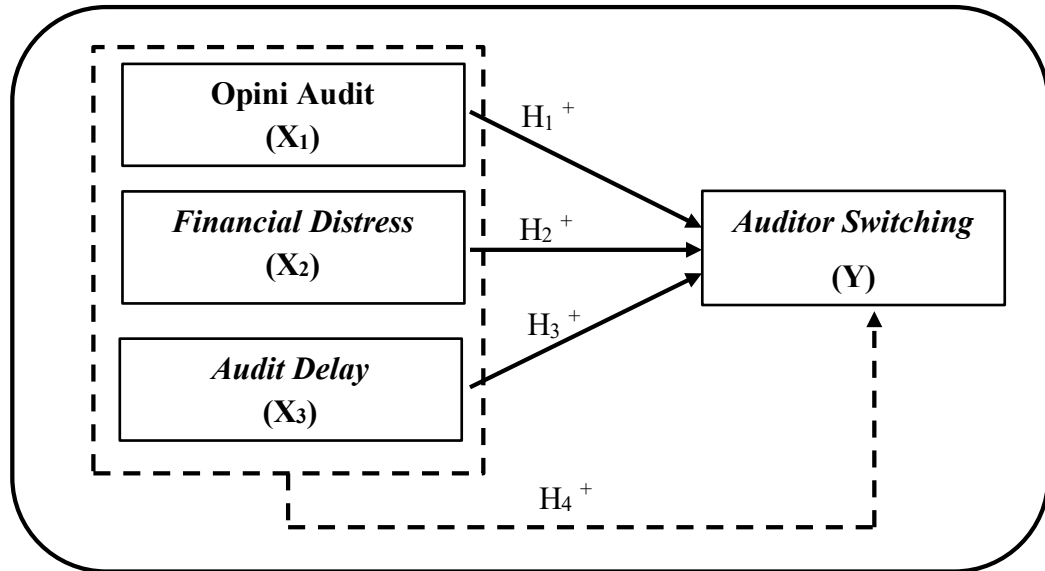 Opini Audit
(X₁)
H₁ ⁺
Financial Distress
(X₂)
H₂ ⁺
Auditor Switching
(Y)
H₃ ⁺
Audit Delay
(X₃)
H₄ ⁺